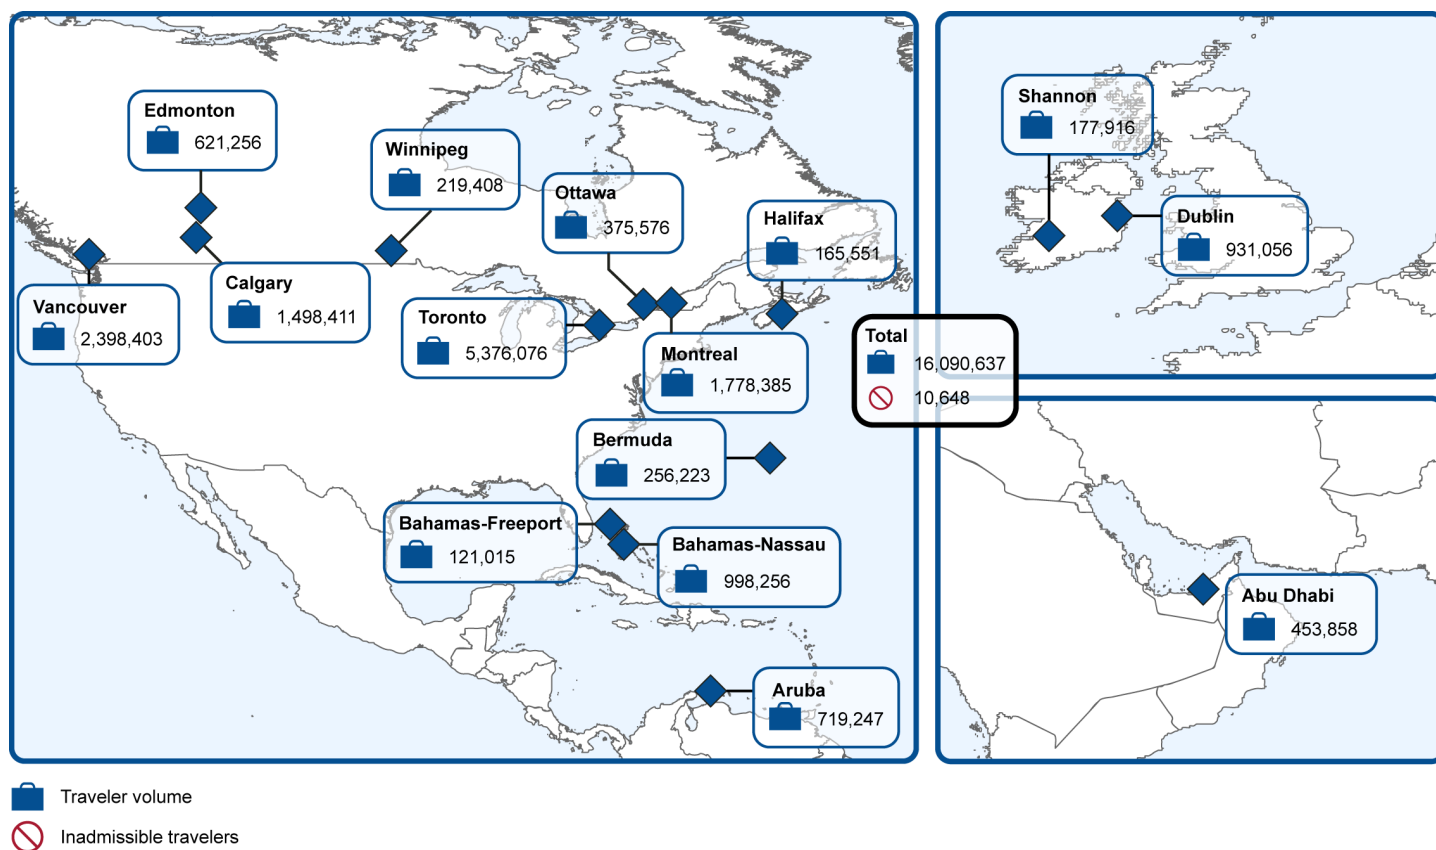 Edmonton
621,256
Winnipeg
219,408
Ottawa
375,576
Halifax
165,551
Vancouver
2,398,403
Calgary
1,498,411
Toronto
5,376,076
Montreal
1,778,385
Bermuda
256,223
Bahamas-Freeport
121,015
Bahamas-Nassau
998,256
Aruba
719,247
Shannon
177,916
Dublin
931,056
Total
16,090,637
10,648
Abu Dhabi
453,858
Traveler volume
Inadmissible travelers